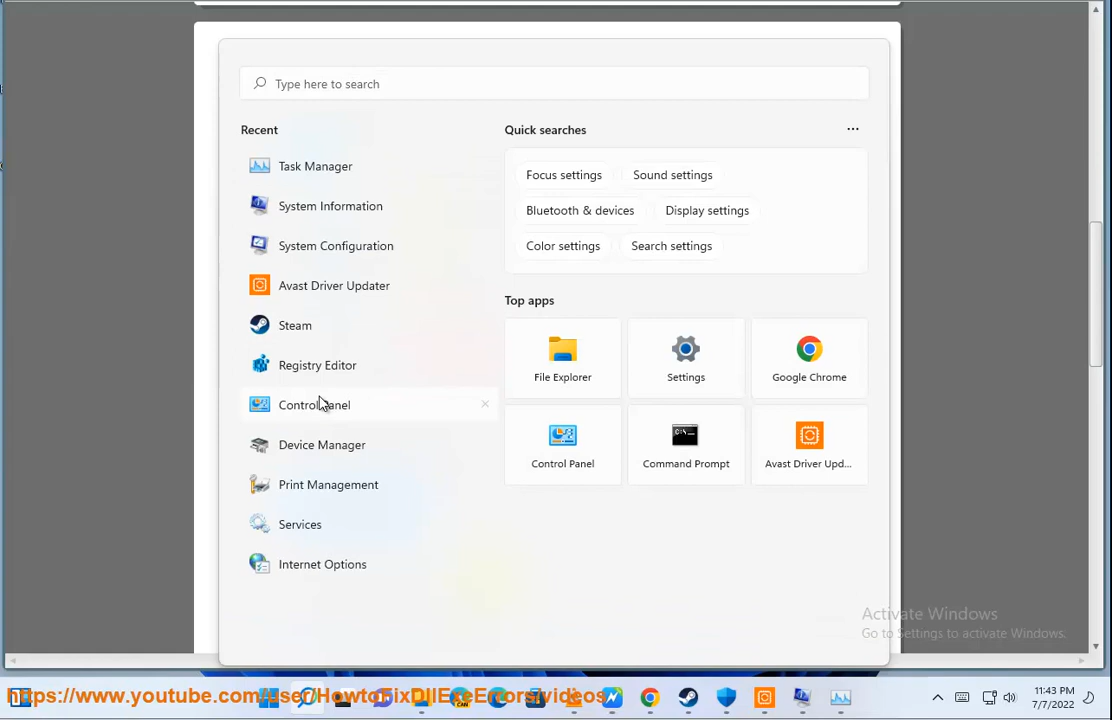 Type here to search
Recent
Task Manager
System Information
System Configuration
Avast Driver Updater
Steam
Registry Editor
Control Panel
Device Manager
Print Management
Services
Internet Options
Quick searches
...
Focus settings
Sound settings
Bluetooth & devices
Display settings
Color settings
Search settings
Top apps
File Explorer
Settings
Google Chrome
Control Panel
Command Prompt
Avast Driver Upd...
Activate Windows
Go to Settings to activate Windows.
https://www.youtube.com/user/HowtoFixDllExeErrors/videos
11:43 PM
7/7/2022